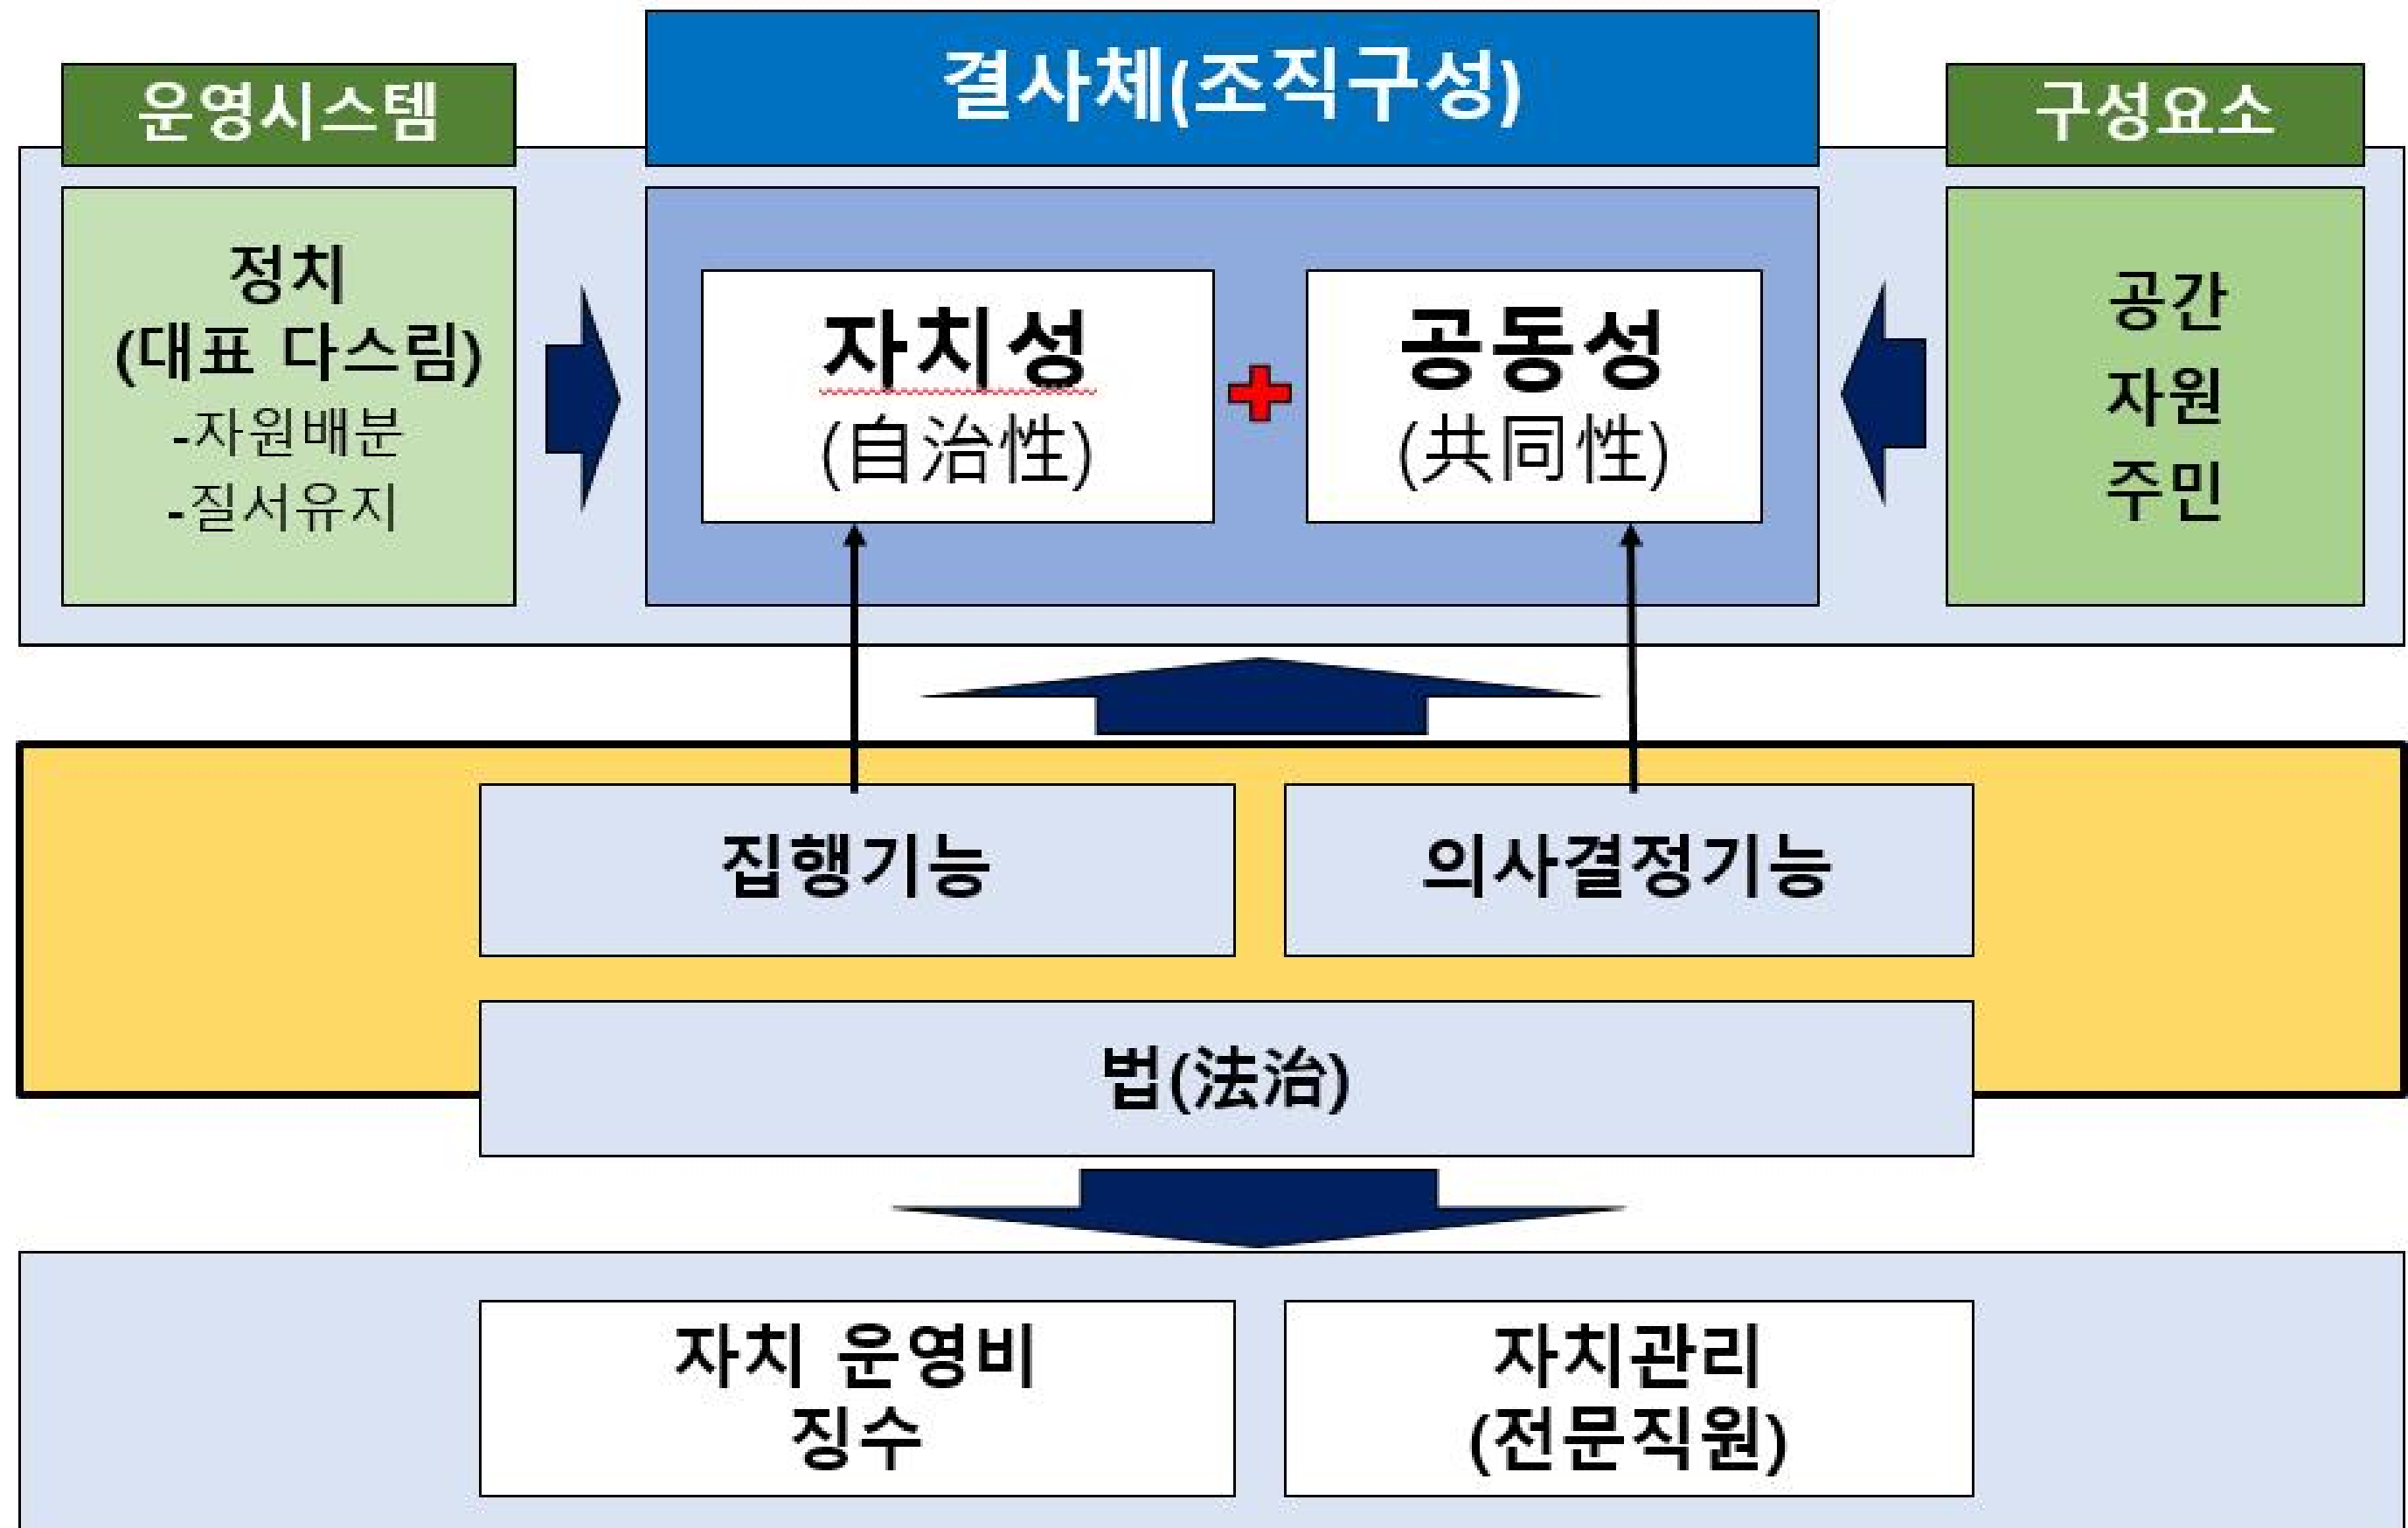 결사체(조직구성)
운영시스템
구성요소
정치
(대표 다스림)
-자원배분
-질서유지
자치성
(自治性)
공동성
(共同性)
공간
자원
주민
집행기능
의사결정기능
법(法治)
자치 운영비
징수
자치관리
(전문직원)